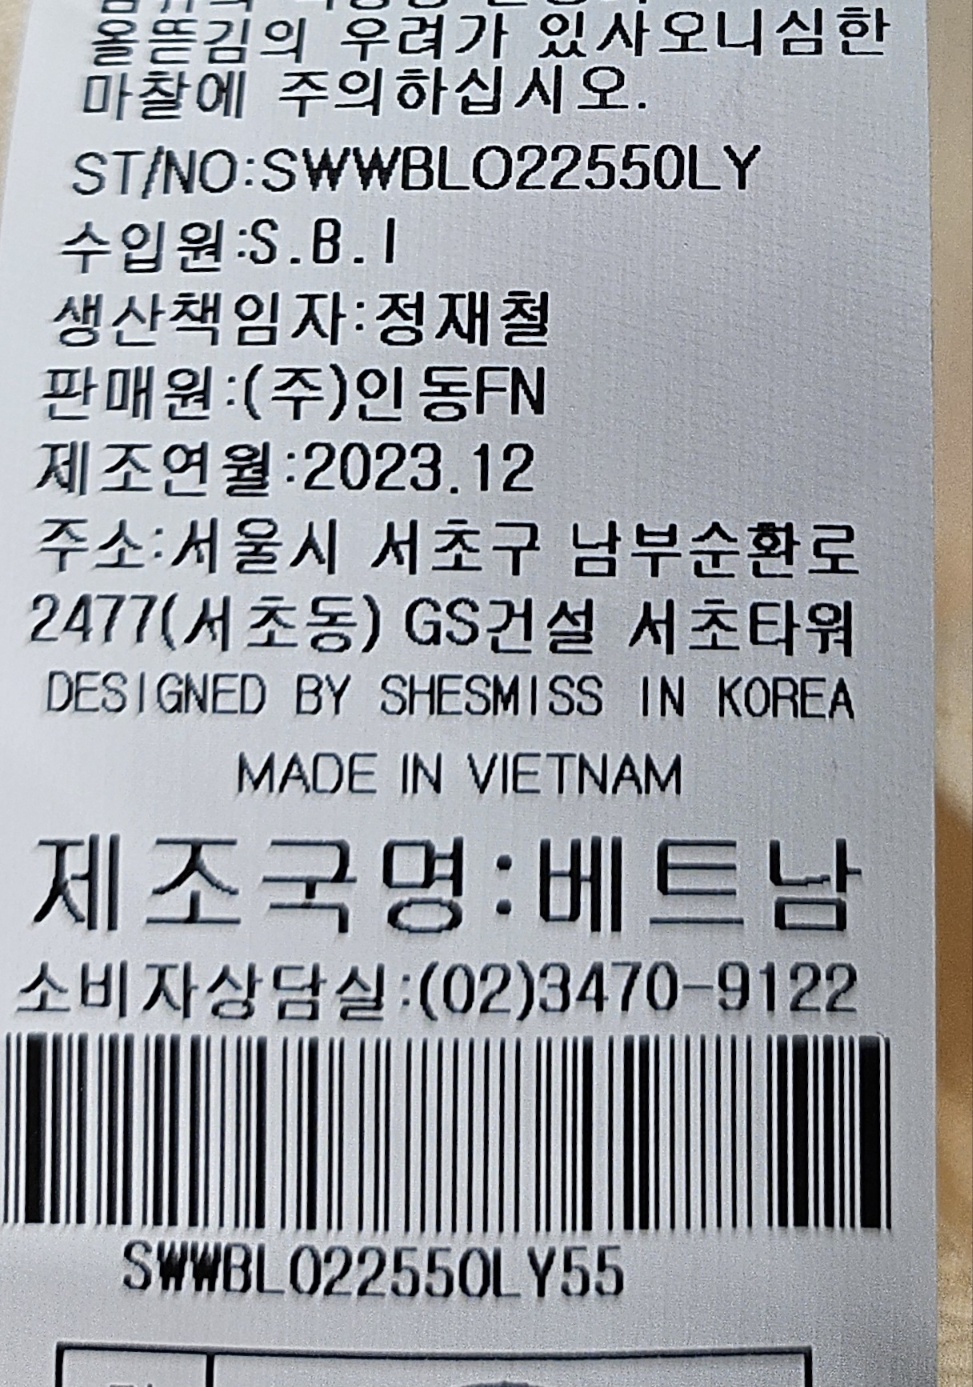 올뜯김의 우려가 있사오니심한
마찰에 주의하십시오.
ST/NO:SWWBLO22550LY
수입원:S.B.I
생산책임자:정재철
판매원:(주)인동FN
제조연월:2023.12
주소:서울시 서초구 남부순환로
2477(서초동) GS건설 서초타워
DESIGNED BY SHESMISS IN KOREA
MADE IN VIETNAM
제조국명:베트남
소비자상담실:(02)3470-9122
SWWBLO22550LY55